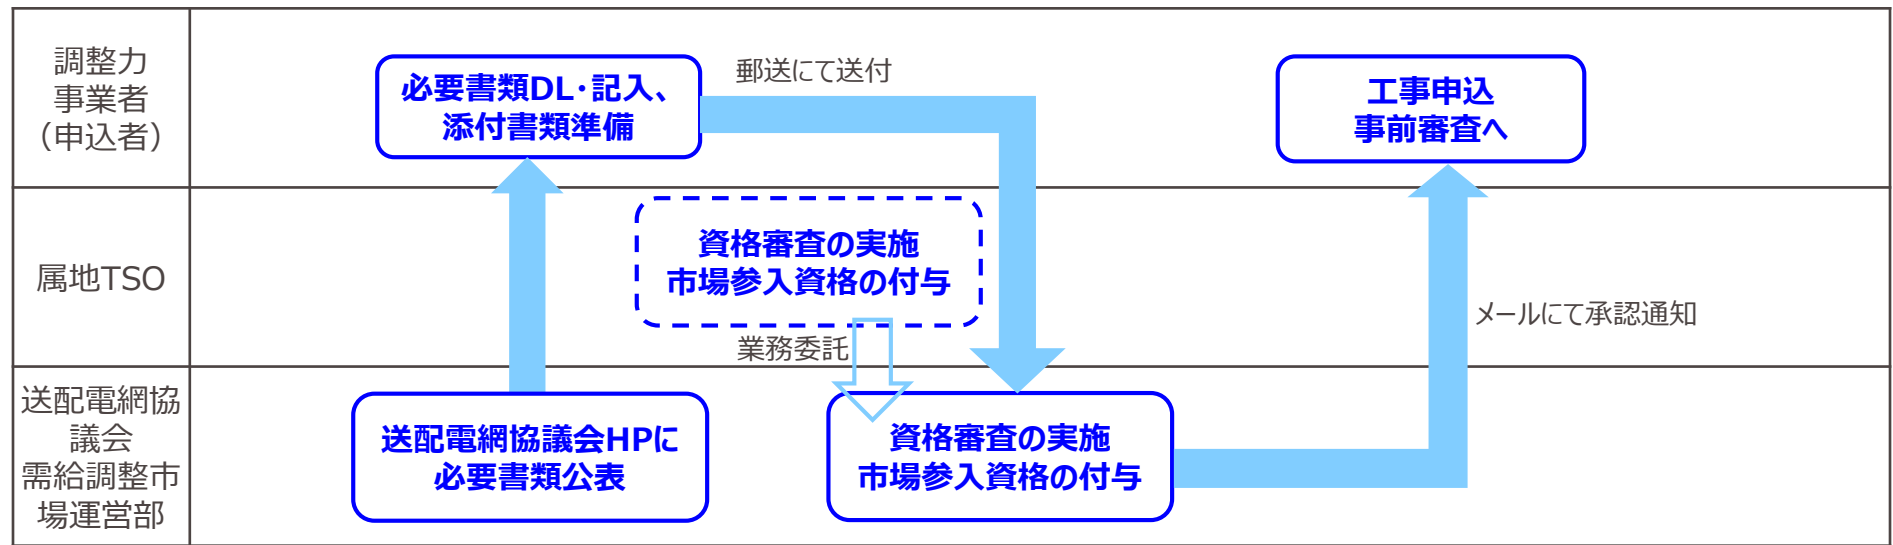 調整力
事業者
（申込者）
必要書類DL・記入、
添付書類準備
郵送にて送付
工事申込
事前審査へ
属地TSO
資格審査の実施
市場参入資格の付与
業務委託
メールにて承認通知
送配電網協
議会
需給調整市
場運営部
送配電網協議会HPに
必要書類公表
資格審査の実施
市場参入資格の付与